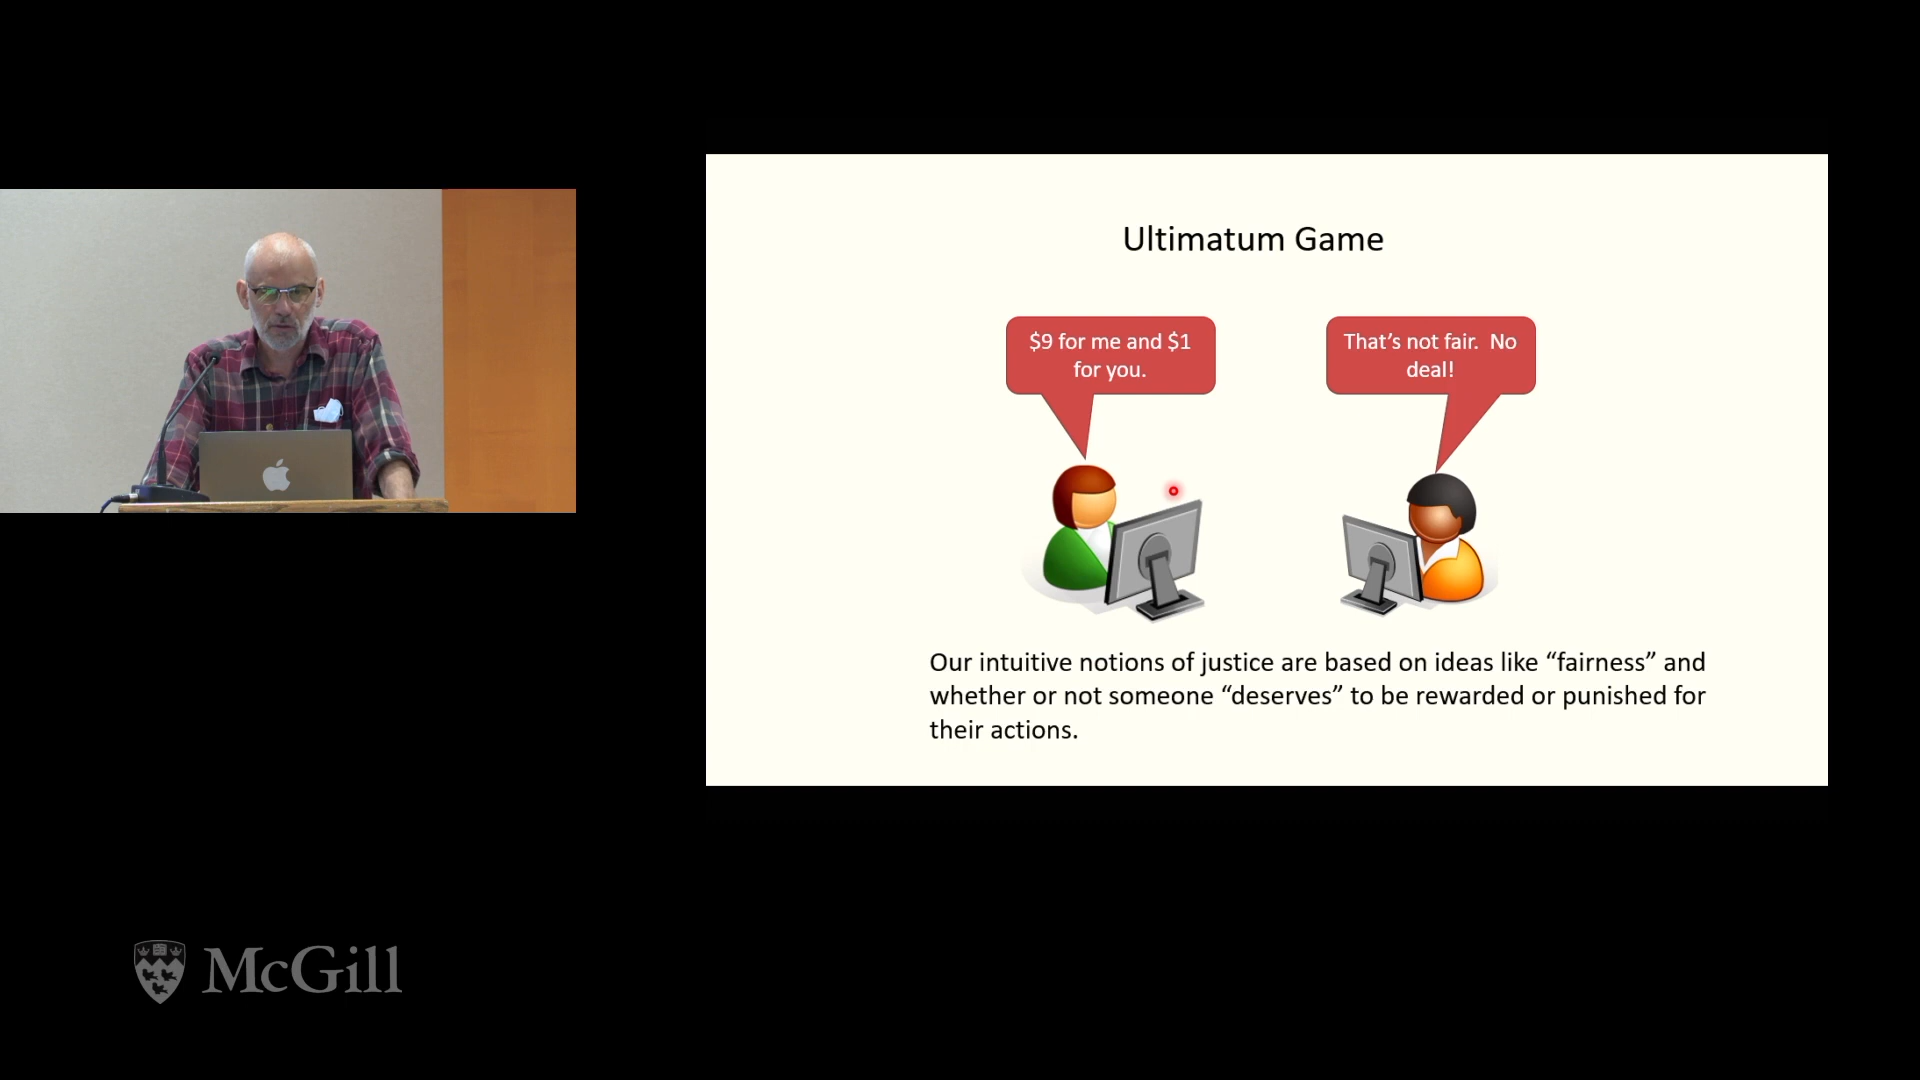 Ultimatum Game
$9 for me and $1
for you.
That’s not fair.  No
deal!
Our intuitive notions of justice are based on ideas like “fairness” and
whether or not someone “deserves” to be rewarded or punished for
their actions.
McGill